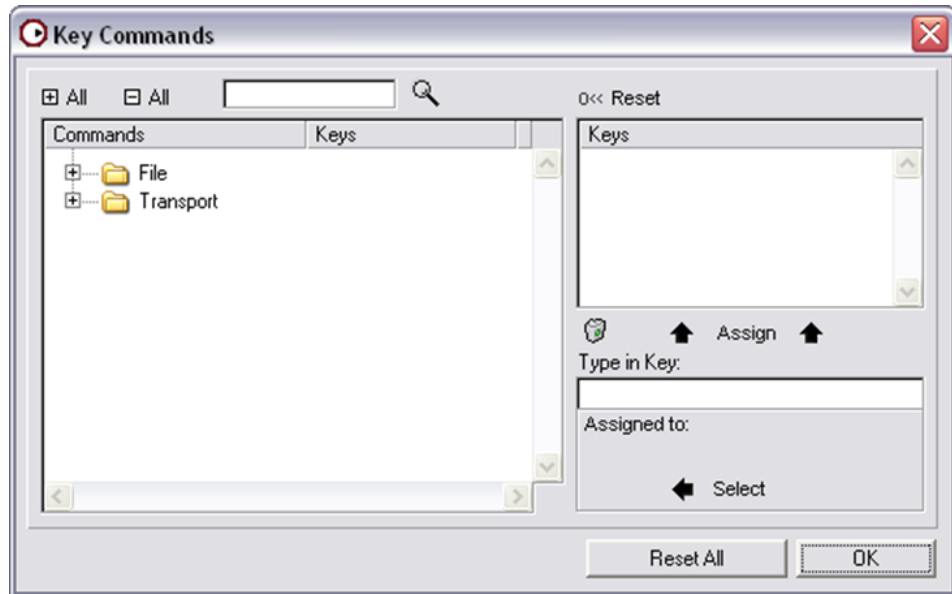 Key Commands
All All
0<< Reset
Commands Keys
File
Transport
Keys
Assign
Type in Key:
Assigned to:
Select
Reset All OK